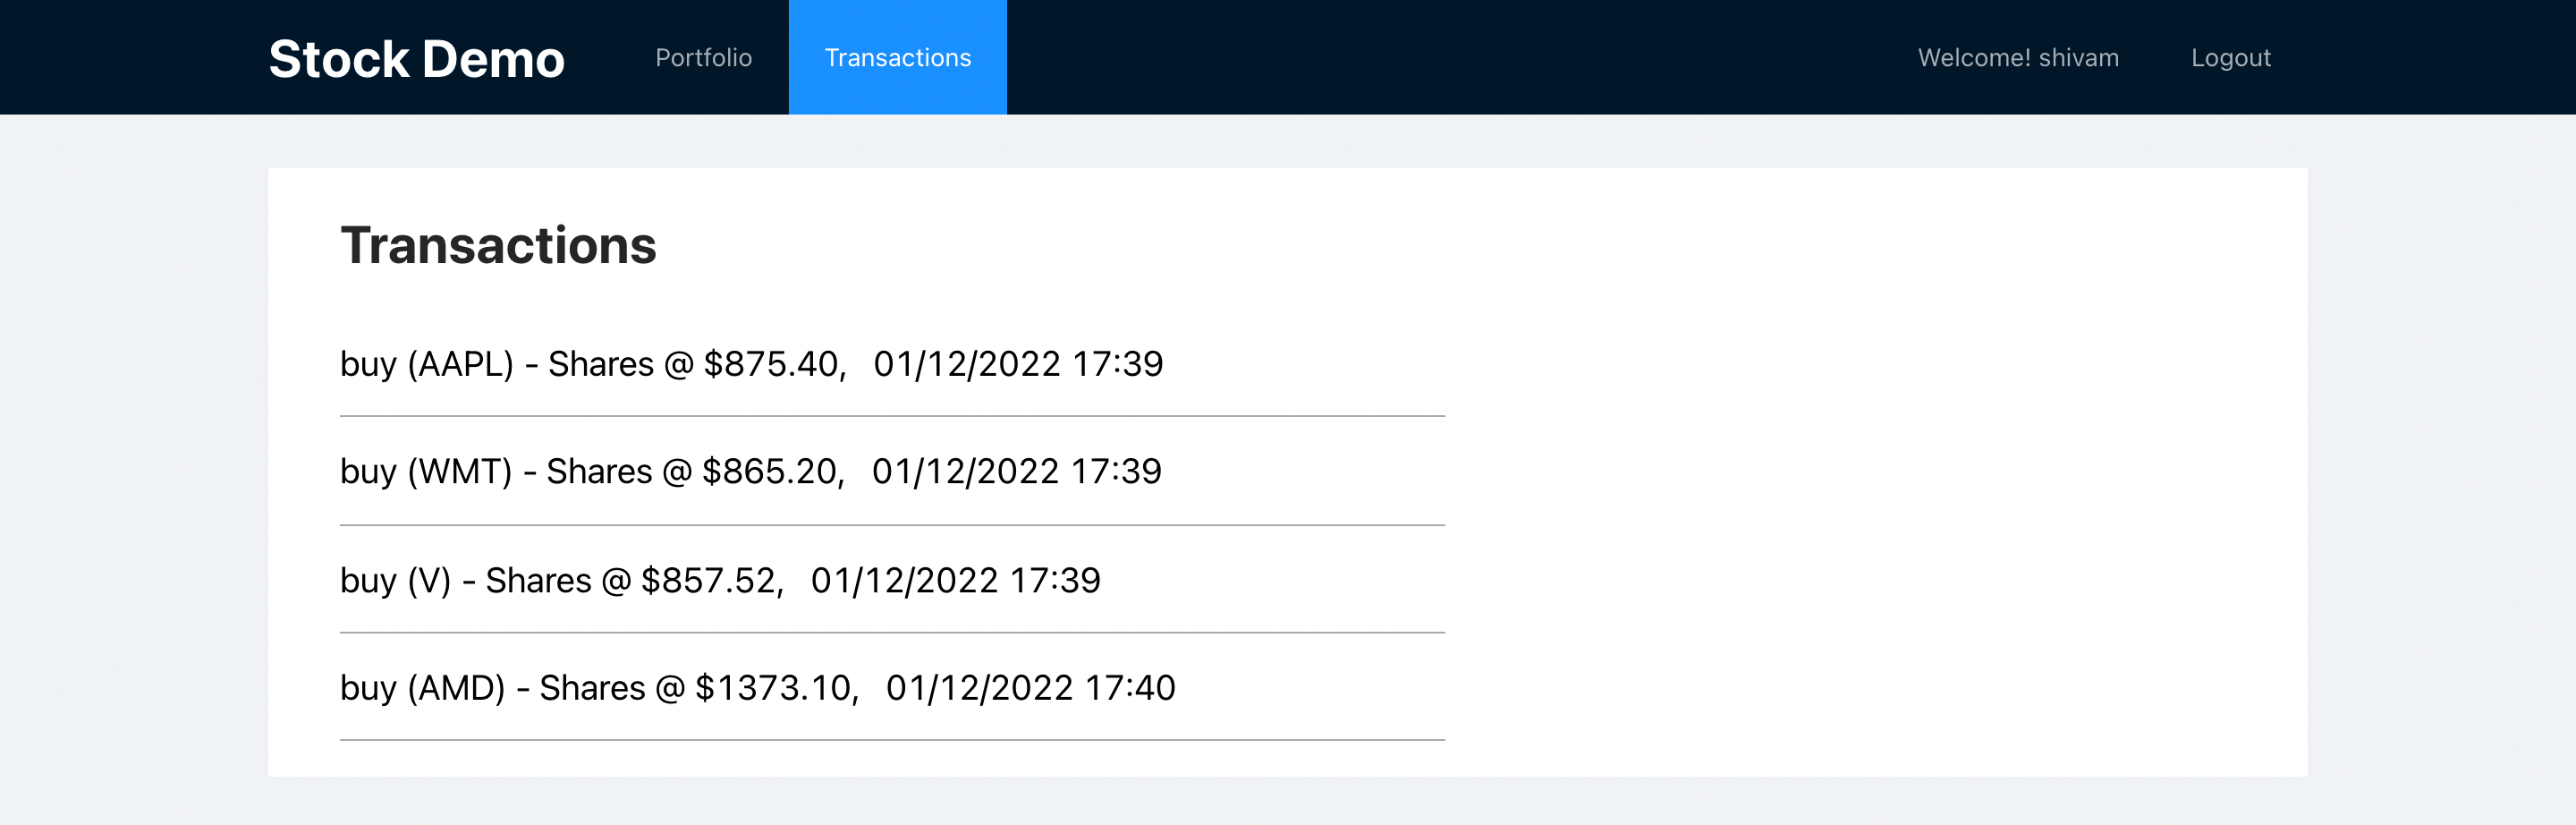 Stock Demo Portfolio Transactions Welcome! shivam Logout
Transactions
buy (AAPL) - Shares @ $875.40, 01/12/2022 17:39
buy (WMT) - Shares @ $865.20, 01/12/2022 17:39
buy (V) - Shares @ $857.52, 01/12/2022 17:39
buy (AMD) - Shares @ $1373.10, 01/12/2022 17:40